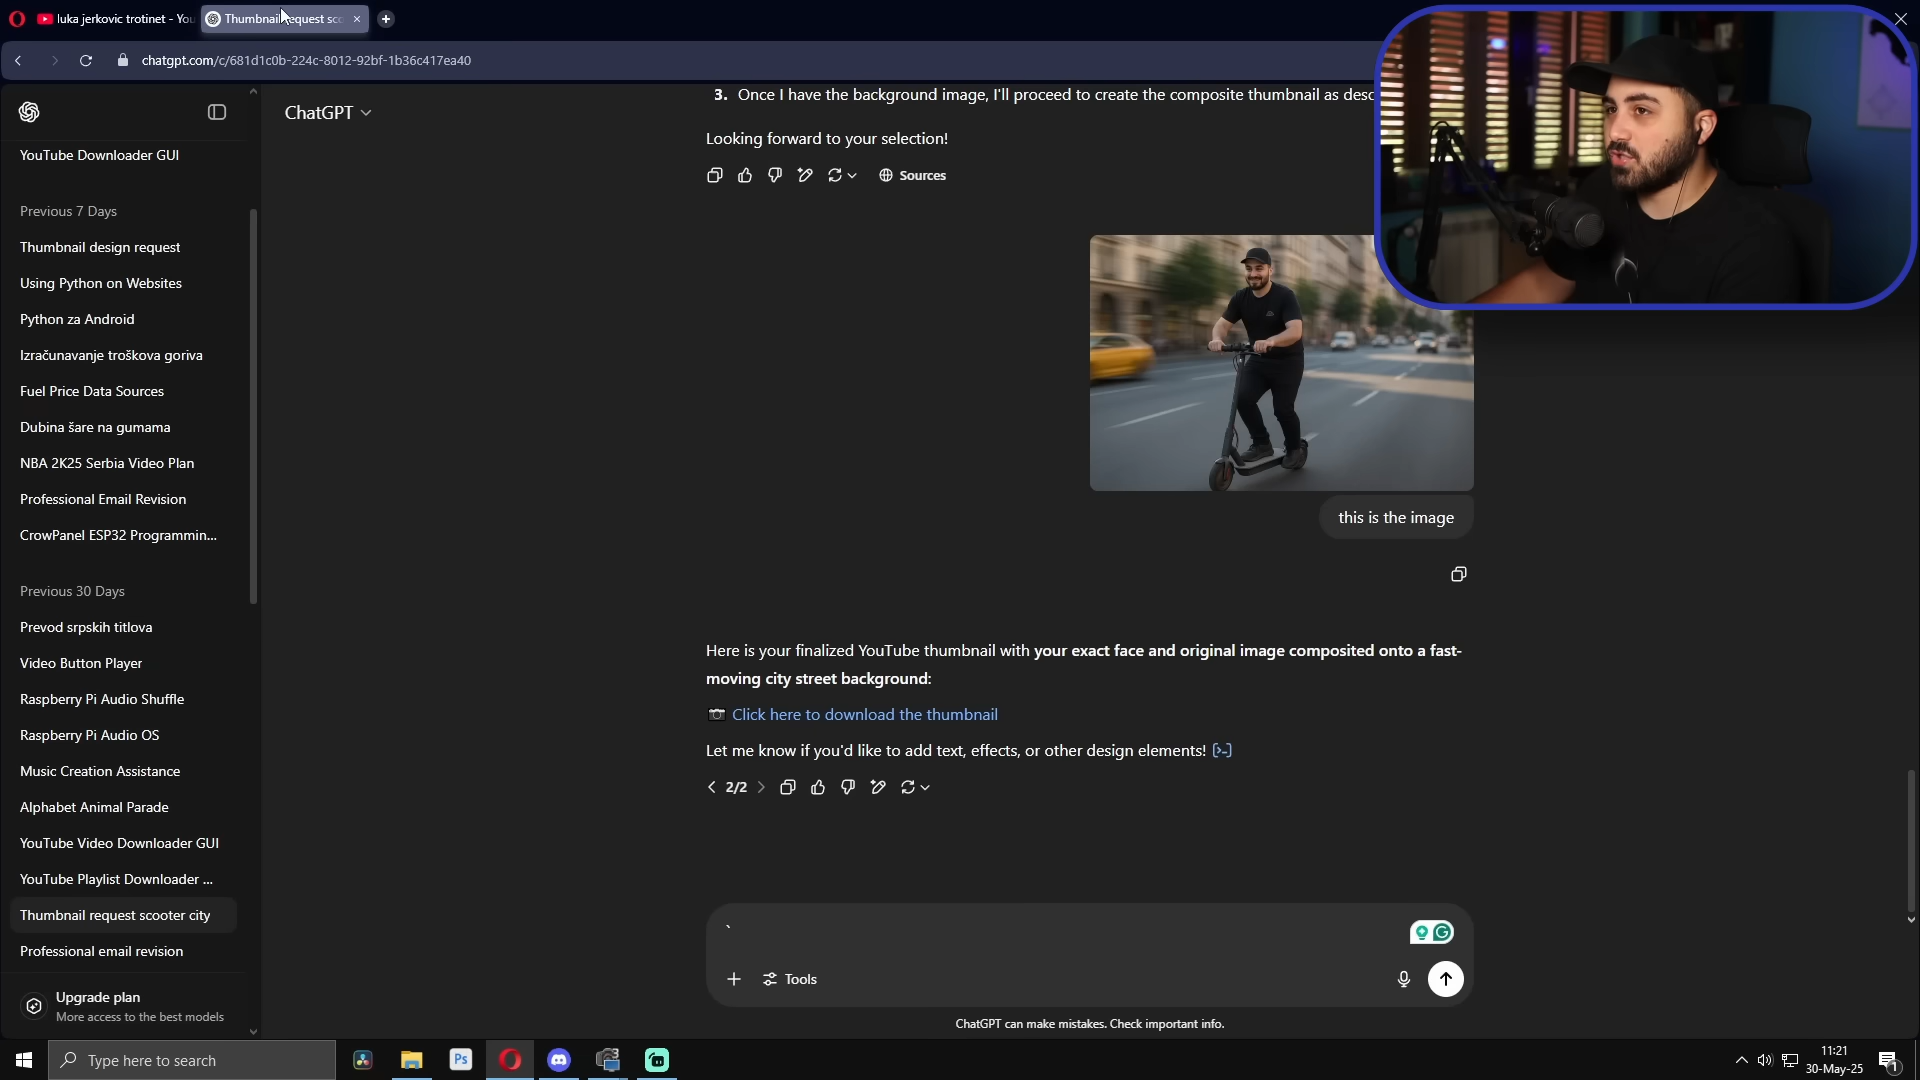 luka jerkovic trotinet - You
Thumbnail request sc
chatgpt.com/c/681d1c0b-224c-8012-92bf-1b36c417ea40
ChatGPT
YouTube Downloader GUI
Previous 7 Days
Thumbnail design request
Using Python on Websites
Python za Android
Izračunavanje troškova goriva
Fuel Price Data Sources
Dubina šare na gumama
NBA 2K25 Serbia Video Plan
Professional Email Revision
CrowPanel ESP32 Programmin...
Previous 30 Days
Prevod srpskih titlova
Video Button Player
Raspberry Pi Audio Shuffle
Raspberry Pi Audio OS
Music Creation Assistance
Alphabet Animal Parade
YouTube Video Downloader GUI
YouTube Playlist Downloader ...
Thumbnail request scooter city
Professional email revision
Upgrade plan
More access to the best models
3. Once I have the background image, I'll proceed to create the composite thumbnail as desc
Looking forward to your selection!
Sources
this is the image
Here is your finalized YouTube thumbnail with your exact face and original image composited onto a fast-
moving city street background:
Click here to download the thumbnail
Let me know if you'd like to add text, effects, or other design elements! [>-]
2/2
`
Tools
ChatGPT can make mistakes. Check important info.
Type here to search
Ps
11:21
30-May-25
1